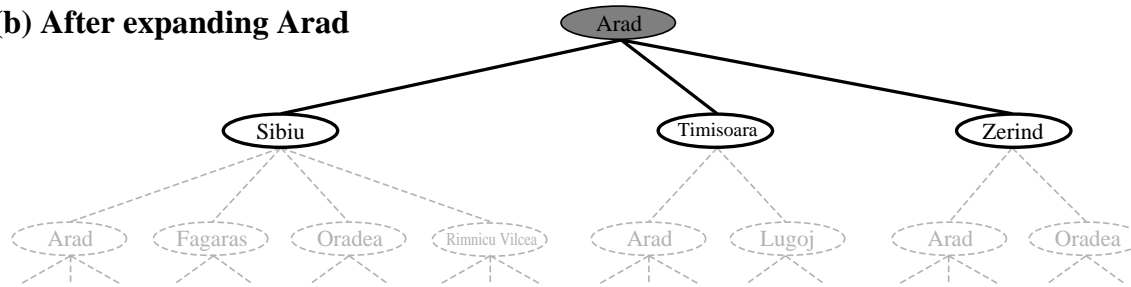 (b) After expanding Arad
Arad
Sibiu
Timisoara
Zerind
Arad
Fagaras
Oradea
Rimnicu Vilcea
Arad
Lugoj
Arad
Oradea